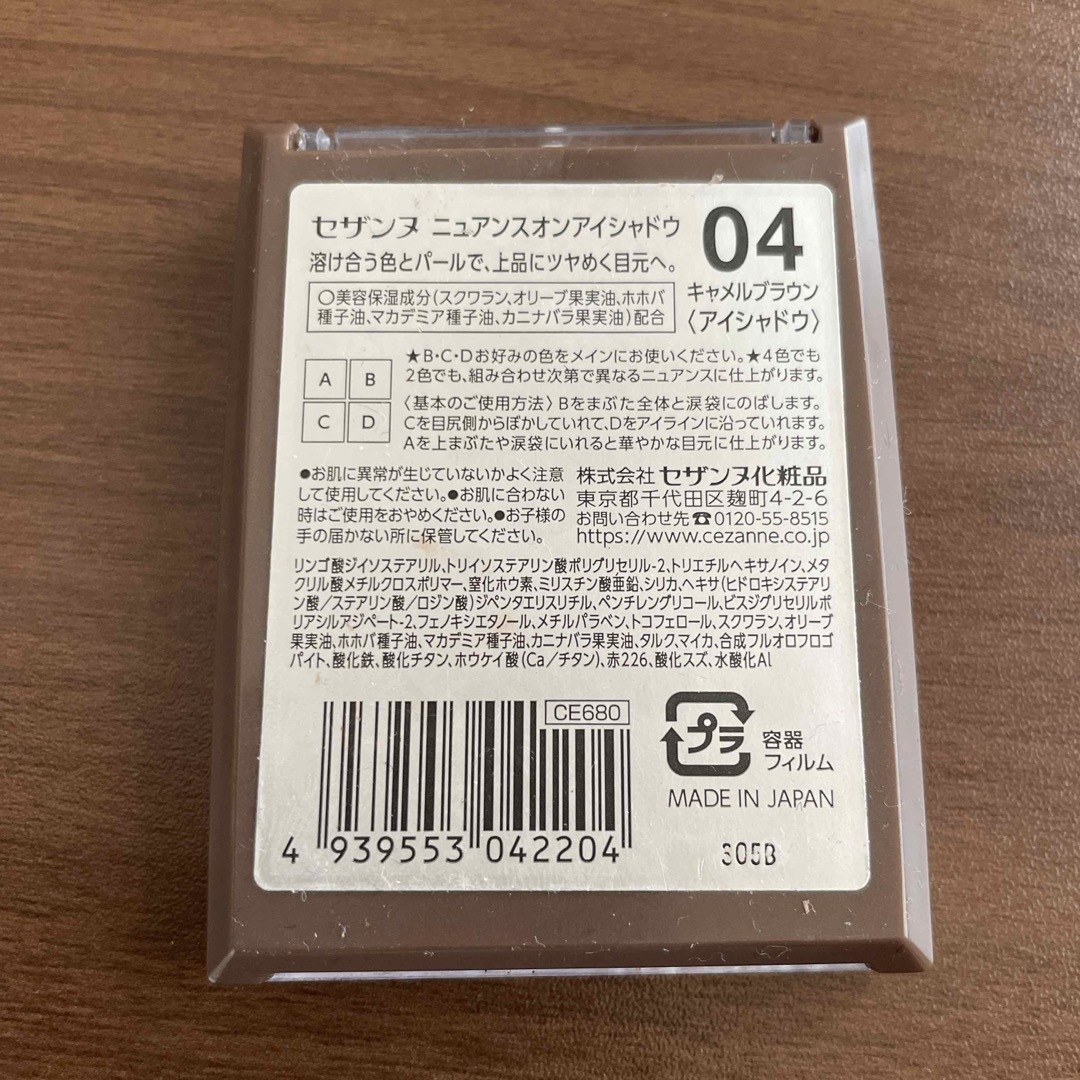 セザンヌ ニュアンスオンアイシャドウ
溶け合う色とパールで、上品にツヤめく目元へ。
04
キャメルブラウン
〈アイシャドウ〉
○美容保湿成分(スクワラン、オリーブ果実油、ホホバ
種子油、マカデミア種子油、カニナバラ果実油)配合
A B
C D
★B・C・Dお好みの色をメインにお使いください。★4色でも
2色でも、組み合わせ次第で異なるニュアンスに仕上がります。
〈基本のご使用方法〉Bをまぶた全体と涙袋にのばします。
Cを目尻側からぼかしていれて、Dをアイラインに沿っていれます。
Aを上まぶたや涙袋にいれると華やかな目元に仕上がります。
●お肌に異常が生じていないかよく注意
して使用してください。●お肌に合わない
時はご使用をおやめください。●お子様の
手の届かない所に保管してください。
株式会社 セザンヌ化粧品
東京都千代田区麹町4-2-6
お問い合わせ先☎0120-55-8515
https://www.cezanne.co.jp
リンゴ酸ジイソステアリル、トリイソステアリン酸ポリグリセリル-2、トリエチルヘキサノイン、メタ
クリル酸メチルクロスポリマー、窒化ホウ素、ミリスチン酸亜鉛、シリカ、ヘキサ(ヒドロキシステアリ
ン酸/ステアリン酸/ロジン酸)ジペンタエリスリチル、ペンチレングリコール、ビスジグリセリルポ
リアシルアジペート-2、フェノキシエタノール、メチルパラベン、トコフェロール、スクワラン、オリーブ
果実油、ホホバ種子油、マカデミア種子油、カニナバラ果実油、タルク、マイカ、合成フルオロフロゴ
パイト、酸化鉄、酸化チタン、ホウケイ酸(Ca/チタン)、赤226、酸化スズ、水酸化Al
CE680
プラ
容器
フィルム
MADE IN JAPAN
4 939553 042204
305B